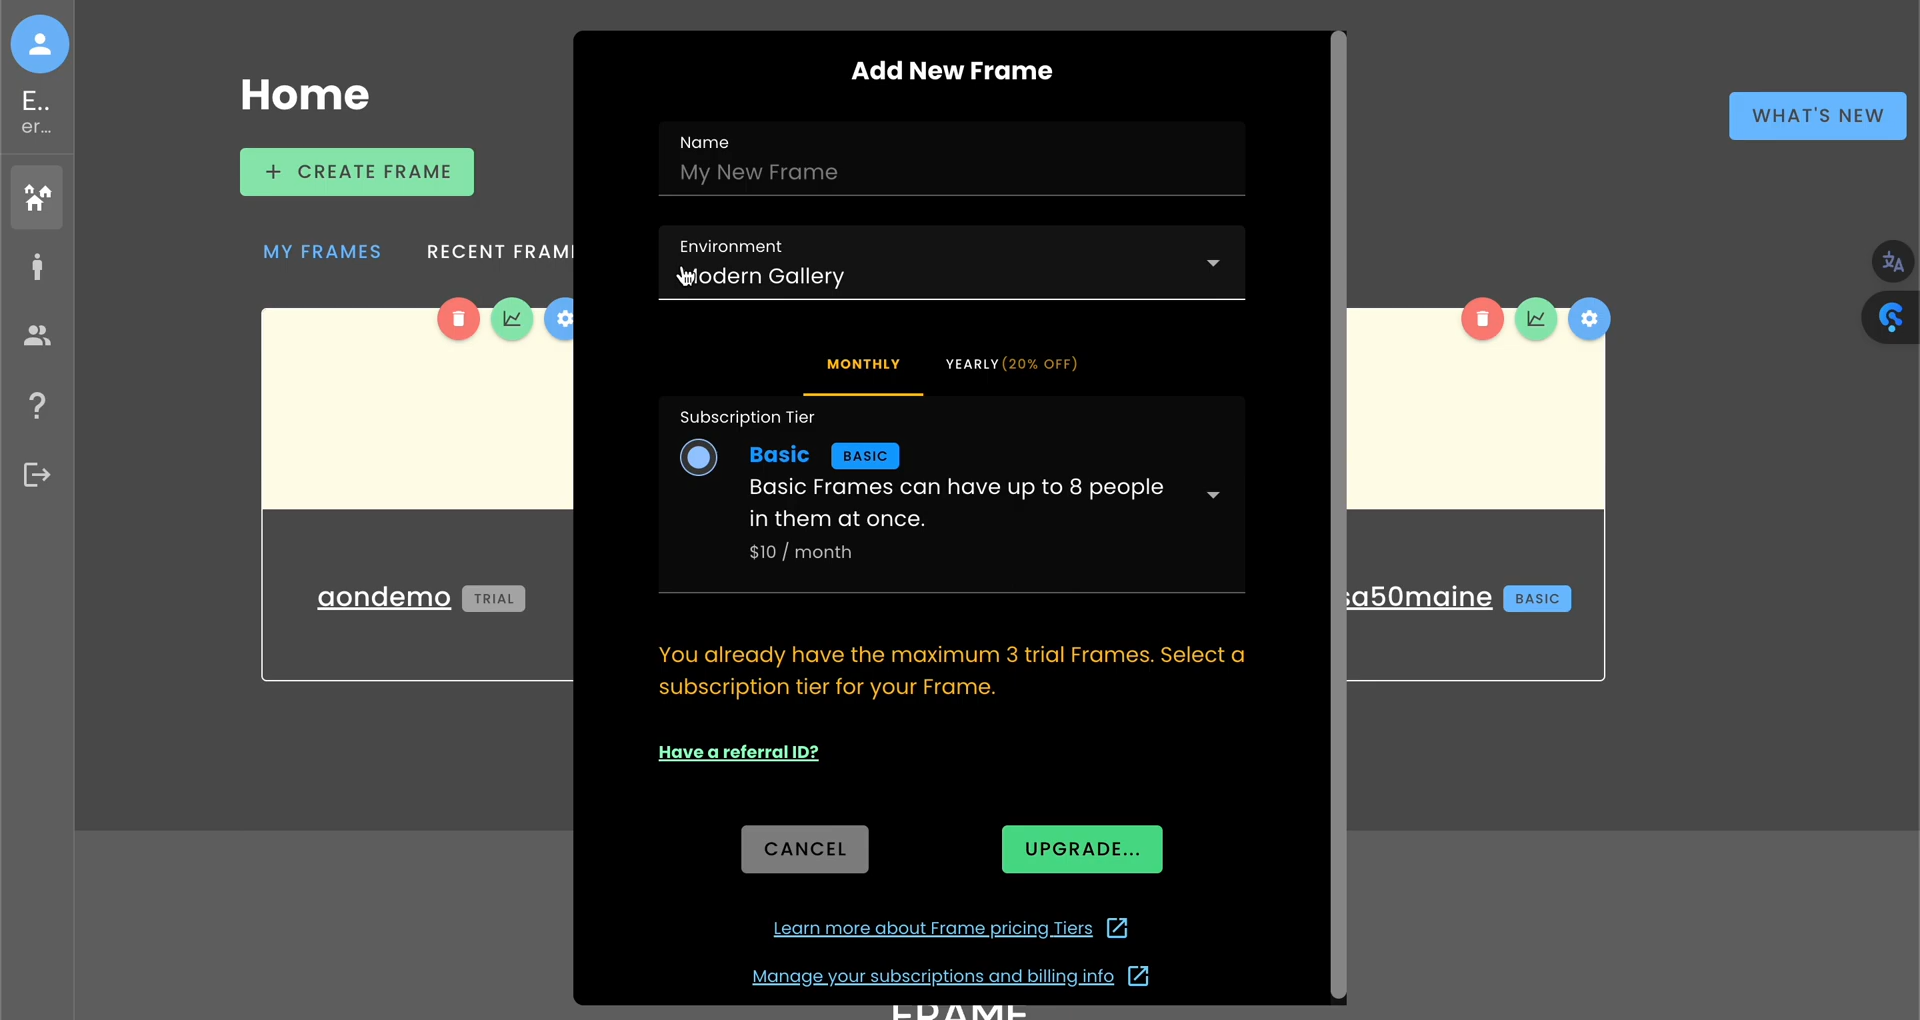 E..
er...
Home
WHAT'S NEW
+ CREATE FRAME
MY FRAMES
RECENT FRAM
aondemo
TRIAL
sa50maine
BASIC
Add New Frame
Name
My New Frame
Environment
Modern Gallery
MONTHLY
YEARLY (20% OFF)
Subscription Tier
Basic BASIC
Basic Frames can have up to 8 people
in them at once.
$10 / month
You already have the maximum 3 trial Frames. Select a
subscription tier for your Frame.
Have a referral ID?
CANCEL
UPGRADE...
Learn more about Frame pricing Tiers
Manage your subscriptions and billing info
FRAME